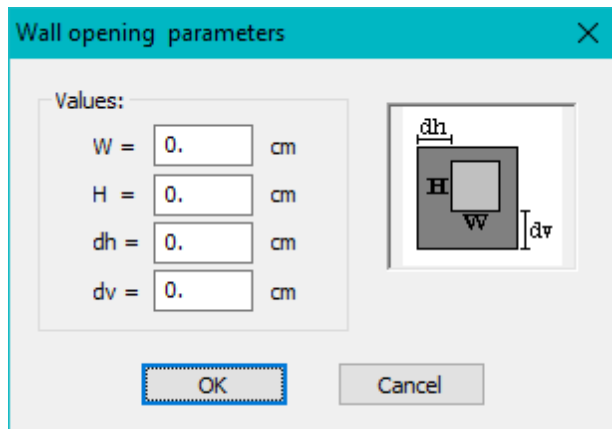 Wall opening  parameters
Values:
W = 0. cm
H = 0. cm
dh = 0. cm
dv = 0. cm
dh
H
W
dv
OK
Cancel